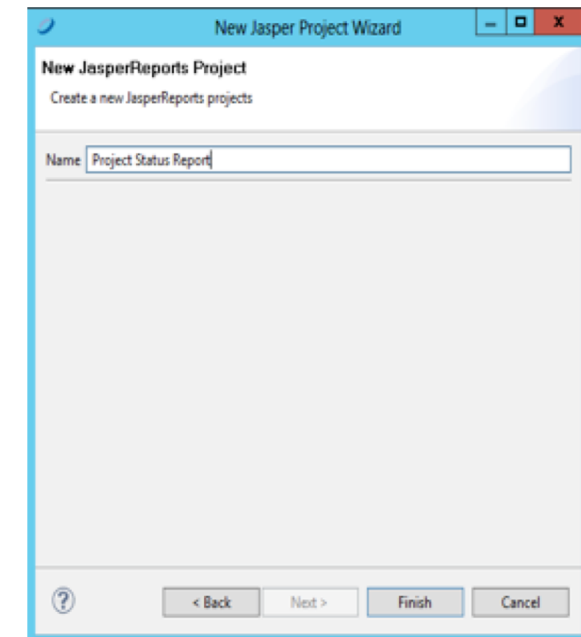 New Jasper Project Wizard
New JasperReports Project
Create a new JasperReports projects
Name Project Status Report
? < Back Next > Finish Cancel